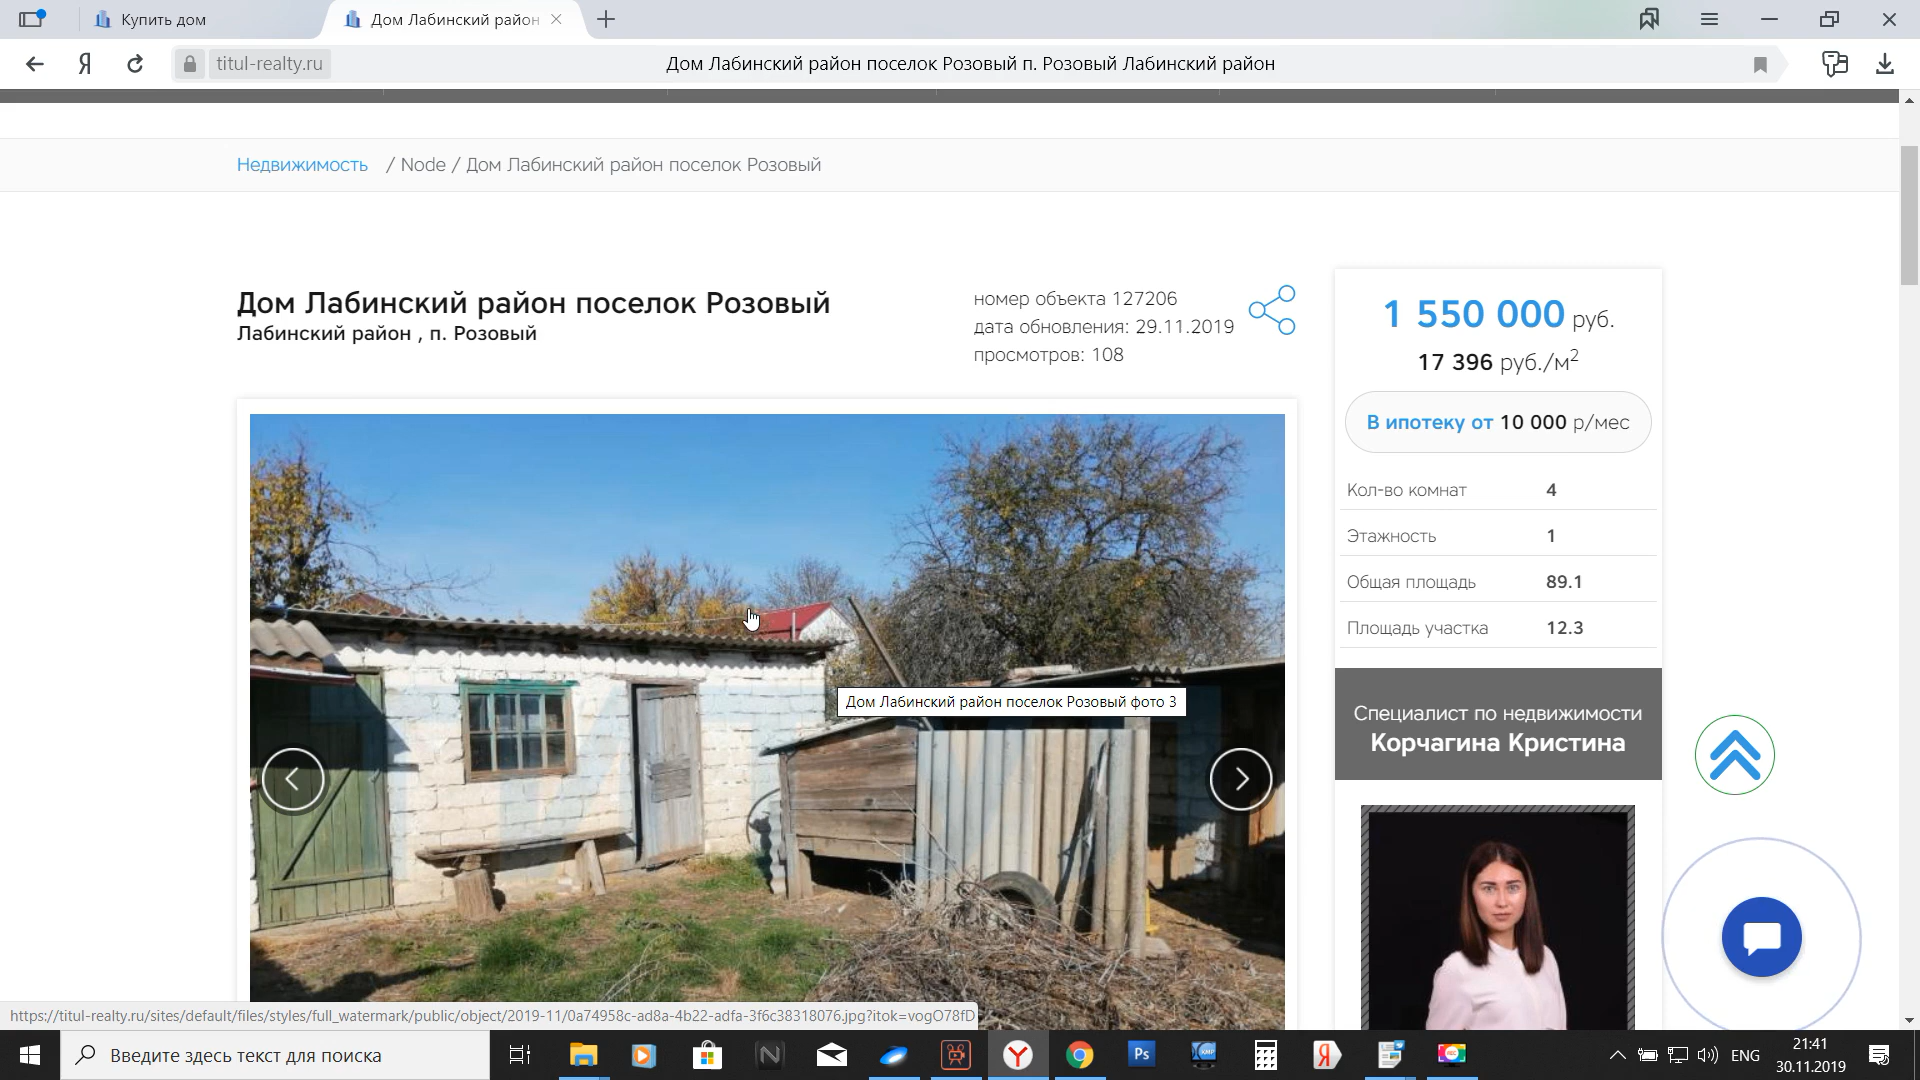 Купить дом
Дом Лабинский район
titul-realty.ru
Дом Лабинский район поселок Розовый п. Розовый Лабинский район
Недвижимость / Node / Дом Лабинский район поселок Розовый
Дом Лабинский район поселок Розовый
Лабинский район , п. Розовый
номер объекта 127206
дата обновления: 29.11.2019
просмотров: 108
1 550 000 руб.
17 396 руб./м2
В ипотеку от 10 000 р/мес
Кол-во комнат 4
Этажность 1
Общая площадь 89.1
Площадь участка 12.3
Дом Лабинский район поселок Розовый фото 3
Специалист по недвижимости
Корчагина Кристина
https://titul-realty.ru/sites/default/files/styles/full_watermark/public/object/2019-11/0a74958c-ad8a-4b22-adfa-3f6c38318076.jpg?itok=vogO78fD
Введите здесь текст для поиска
Ps
ENG
21:41
30.11.2019